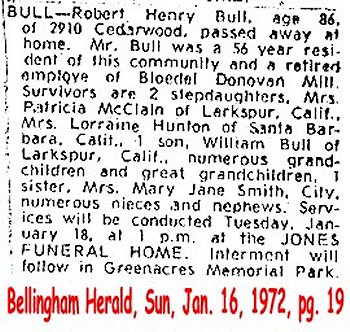 BULL—Robert Henry Bull, age 86,
of 2910 Cedarwood, passed away at
home. Mr. Bull was a 56 year resi-
dent of this community and a retired
employe of Bloedel Donovan Mill.
Survivors are 2 stepdaughters, Mrs.
Patricia McClain of Larkspur, Calif.,
Mrs. Lorraine Hunton of Santa Bar-
bara, Calif., 1 son, William Bull of
Larkspur, Calif., numerous grand-
children and great grandchildren, 1
sister, Mrs. Mary Jane Smith, City,
numerous nieces and nephews. Serv-
ices will be conducted Tuesday, Jan-
uary 18, at 1 p.m. at the JONES
FUNERAL HOME. Interment will
follow in Greenacres Memorial Park.
Bellingham Herald, Sun, Jan. 16, 1972, pg. 19